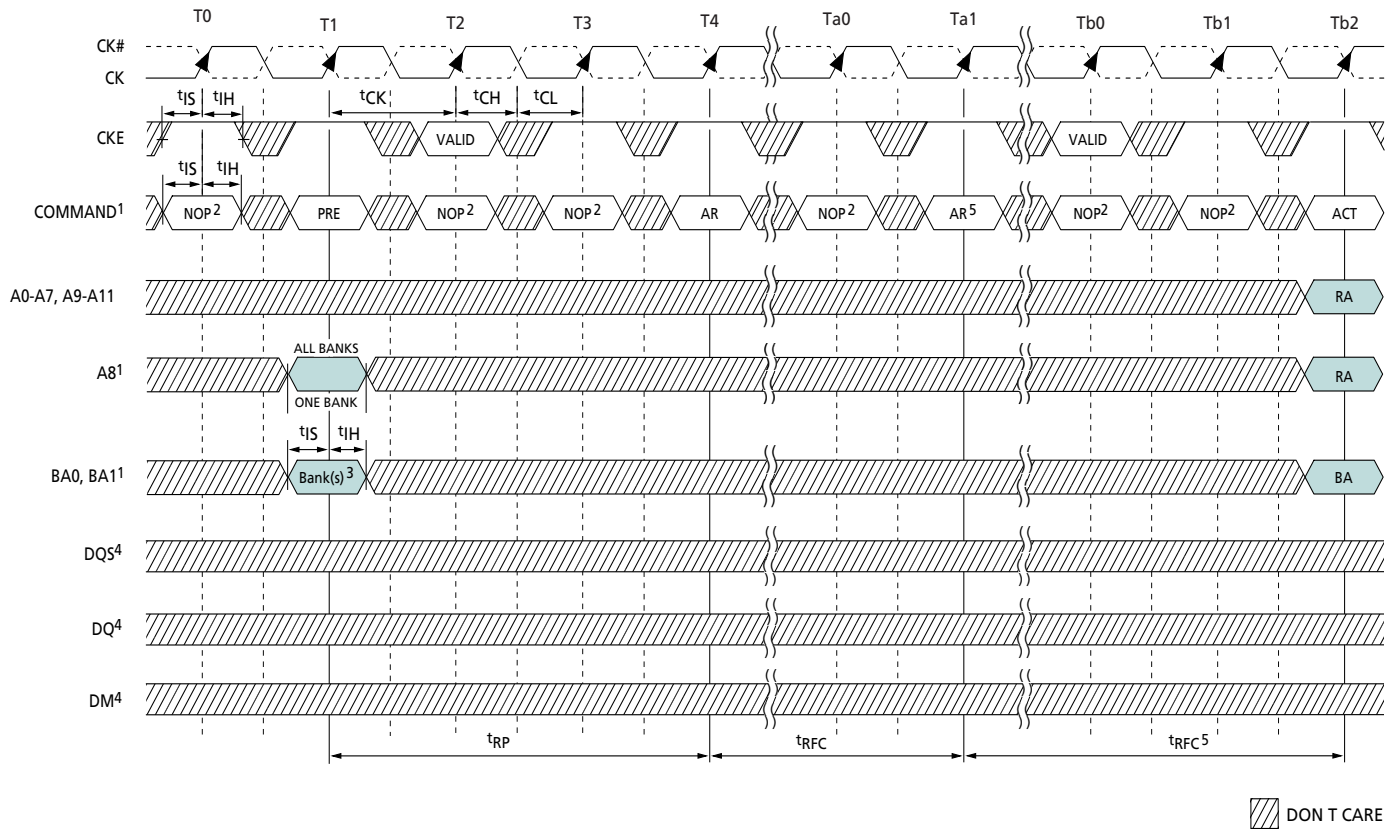 T0 T1 T2 T3 T4 Ta0 Ta1 Tb0 Tb1 Tb2
CK#
CK
tIS tIH tCK tCH tCL
CKE VALID VALID
tIS tIH
COMMAND1 NOP2 PRE NOP2 NOP2 AR NOP2 AR5 NOP2 NOP2 ACT
A0-A7, A9-A11 RA
ALL BANKS
A81 RA
ONE BANK
tIS tIH
BA0, BA11 Bank(s)3 BA
DQS4
DQ4
DM4
tRP tRFC tRFC5
DON T CARE